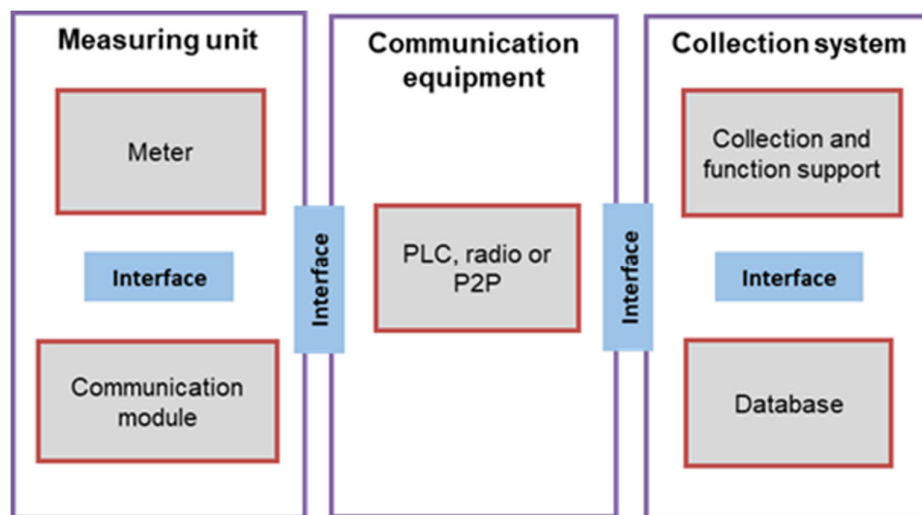 Measuring unit
Meter
Interface
Communication
module
Interface
Communication
equipment
PLC, radio or
P2P
Interface
Collection system
Collection and
function support
Interface
Database